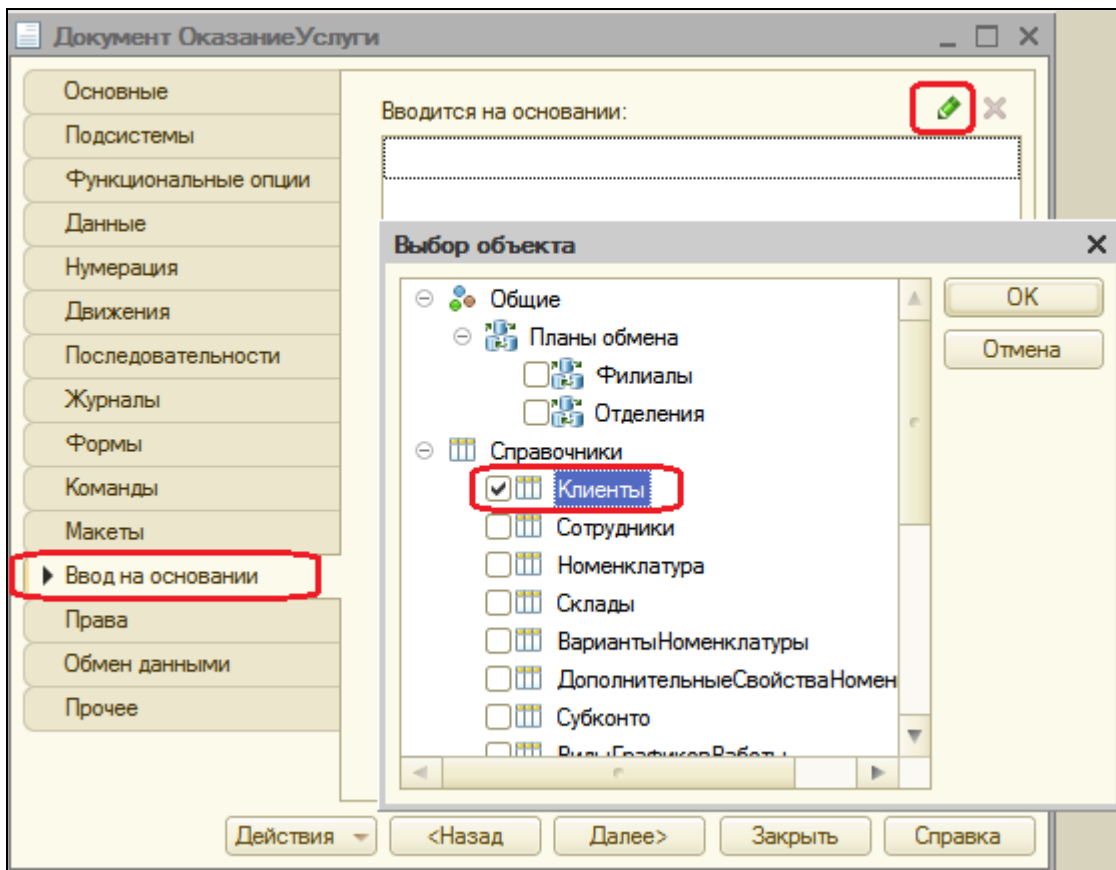 Документ ОказаниеУслуги
Основные
Подсистемы
Функциональные опции
Данные
Нумерация
Движения
Последовательности
Журналы
Формы
Команды
Макеты
Ввод на основании
Права
Обмен данными
Прочее
Вводится на основании:
Выбор объекта
Общие
Планы обмена
Филиалы
Отделения
Справочники
Клиенты
Сотрудники
Номенклатура
Склады
ВариантыНоменклатуры
ДополнительныеСвойстваНомен
Субконто
ВидыГрафиковРаботы
OK
Отмена
Действия
<Назад
Далее>
Закрыть
Справка